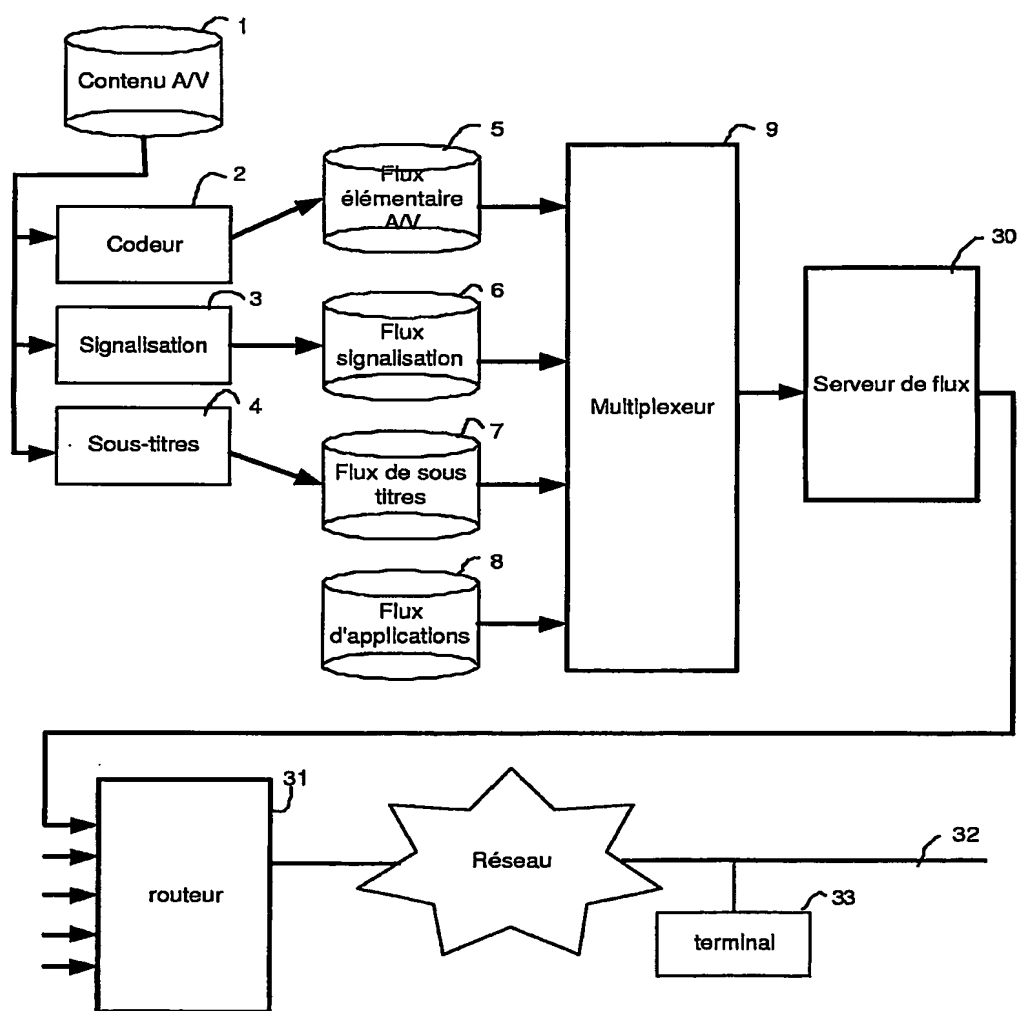 1
Contenu A/V
2
Codeur
3
Signalisation
4
Sous-titres
5
Flux
élémentaire
A/V
6
Flux
signalisation
7
Flux de sous
titres
8
Flux
d'applications
9
Multiplexeur
30
Serveur de flux
31
routeur
Réseau
32
33
terminal